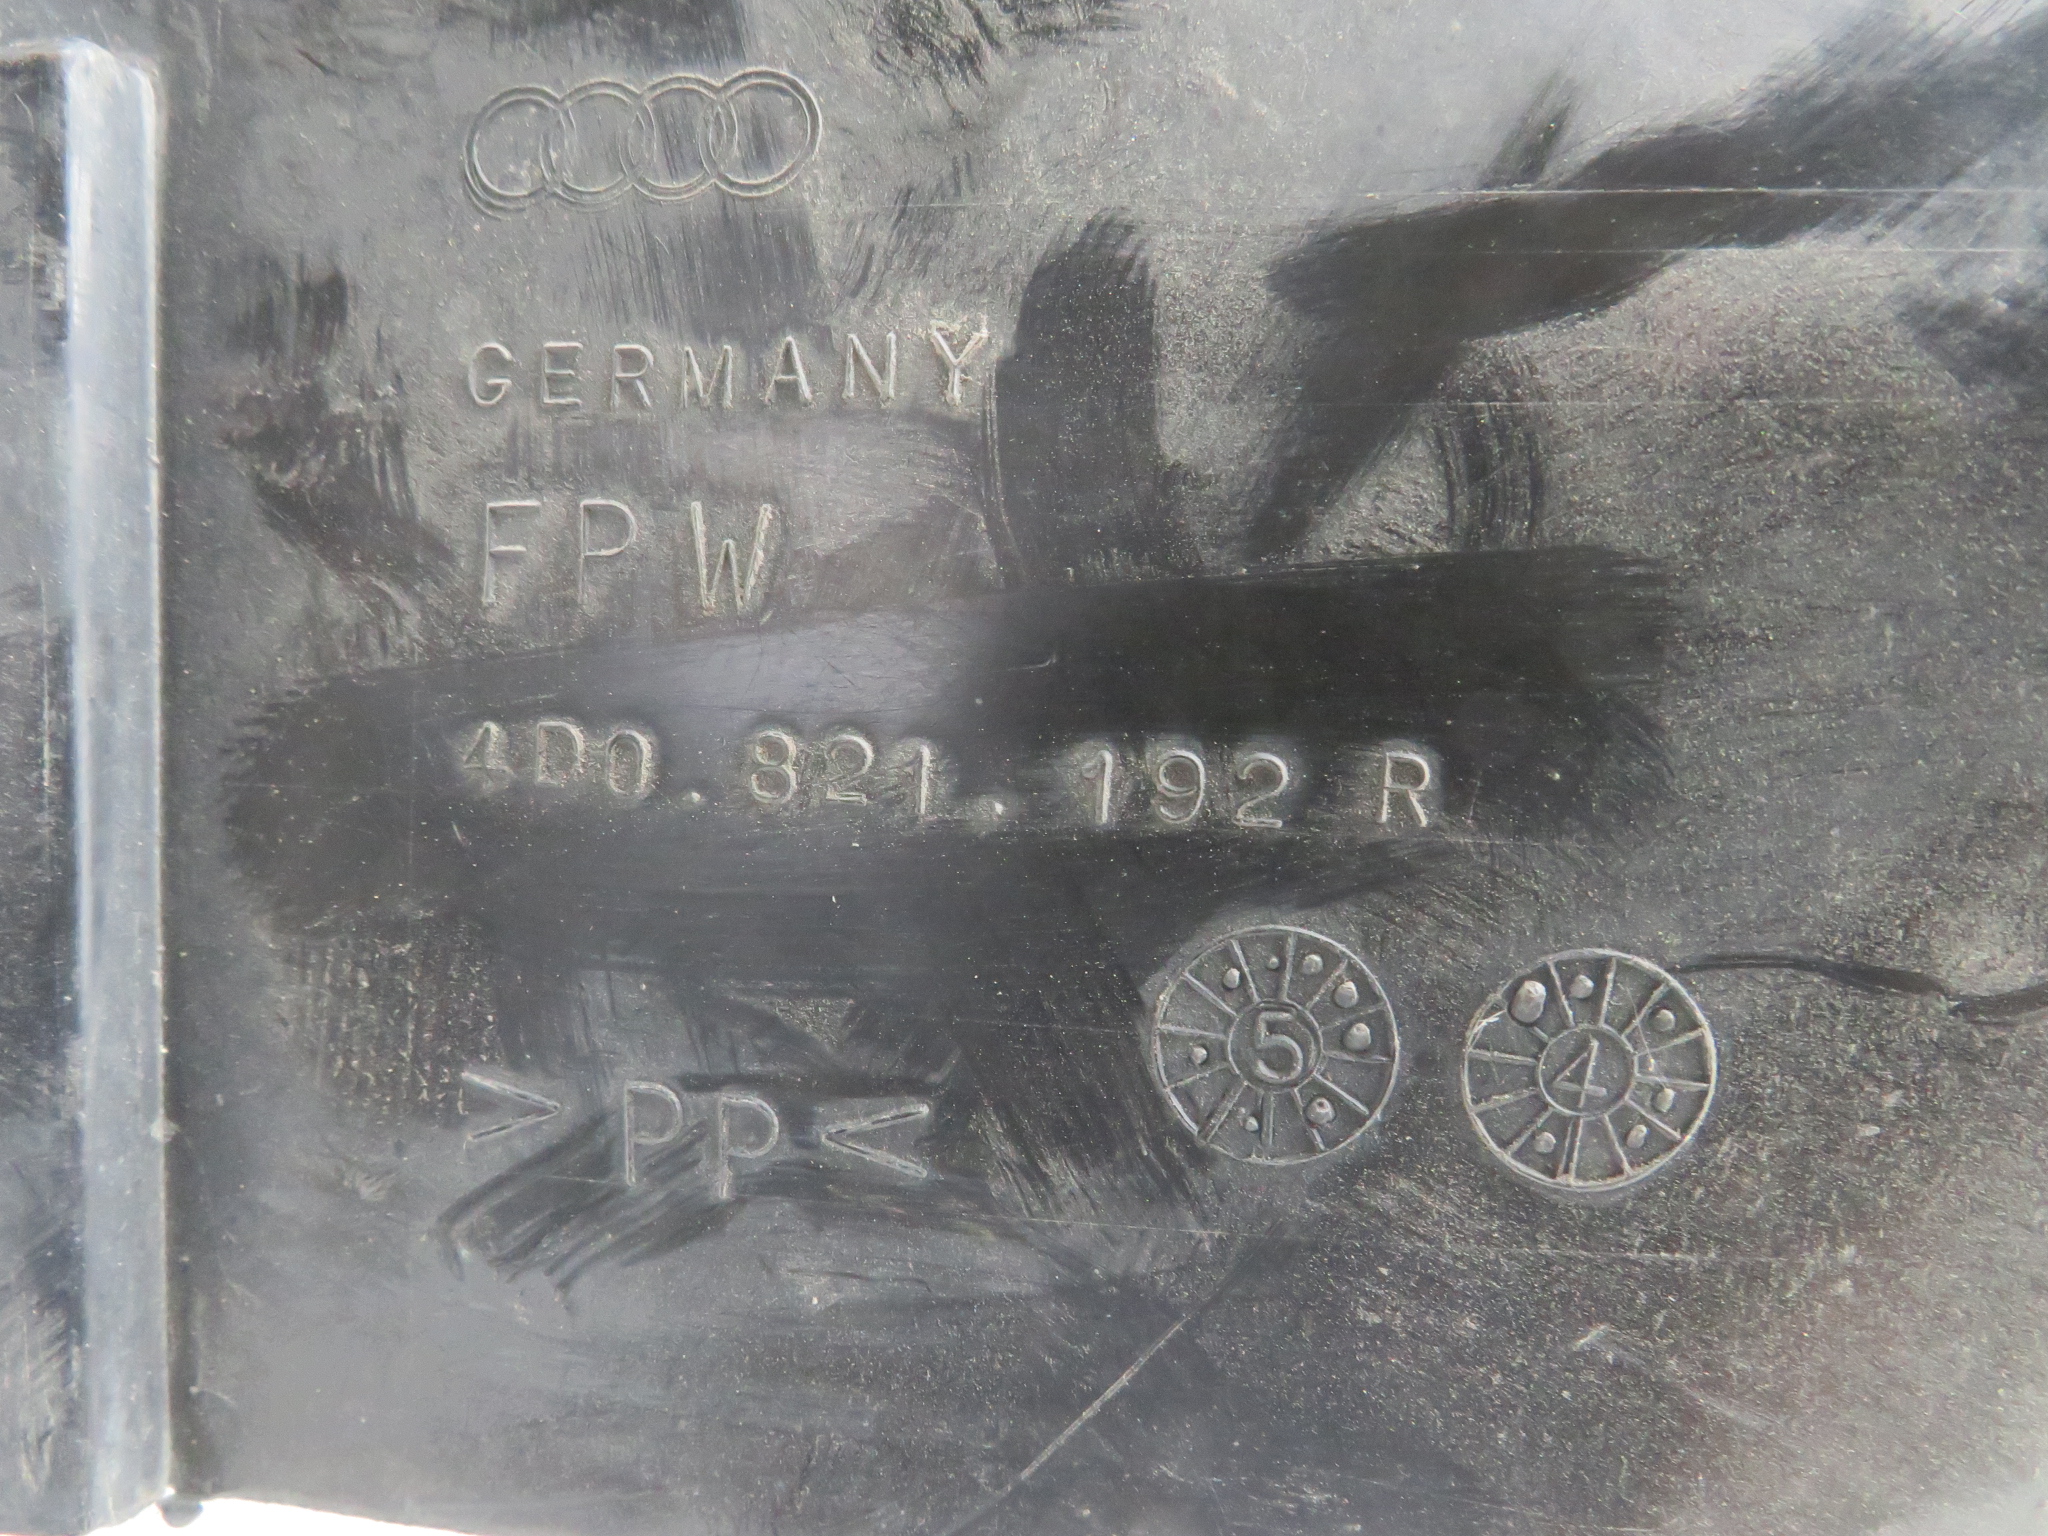 GERMANY
FPW
4D0.821.192 R
5
4
>PP<